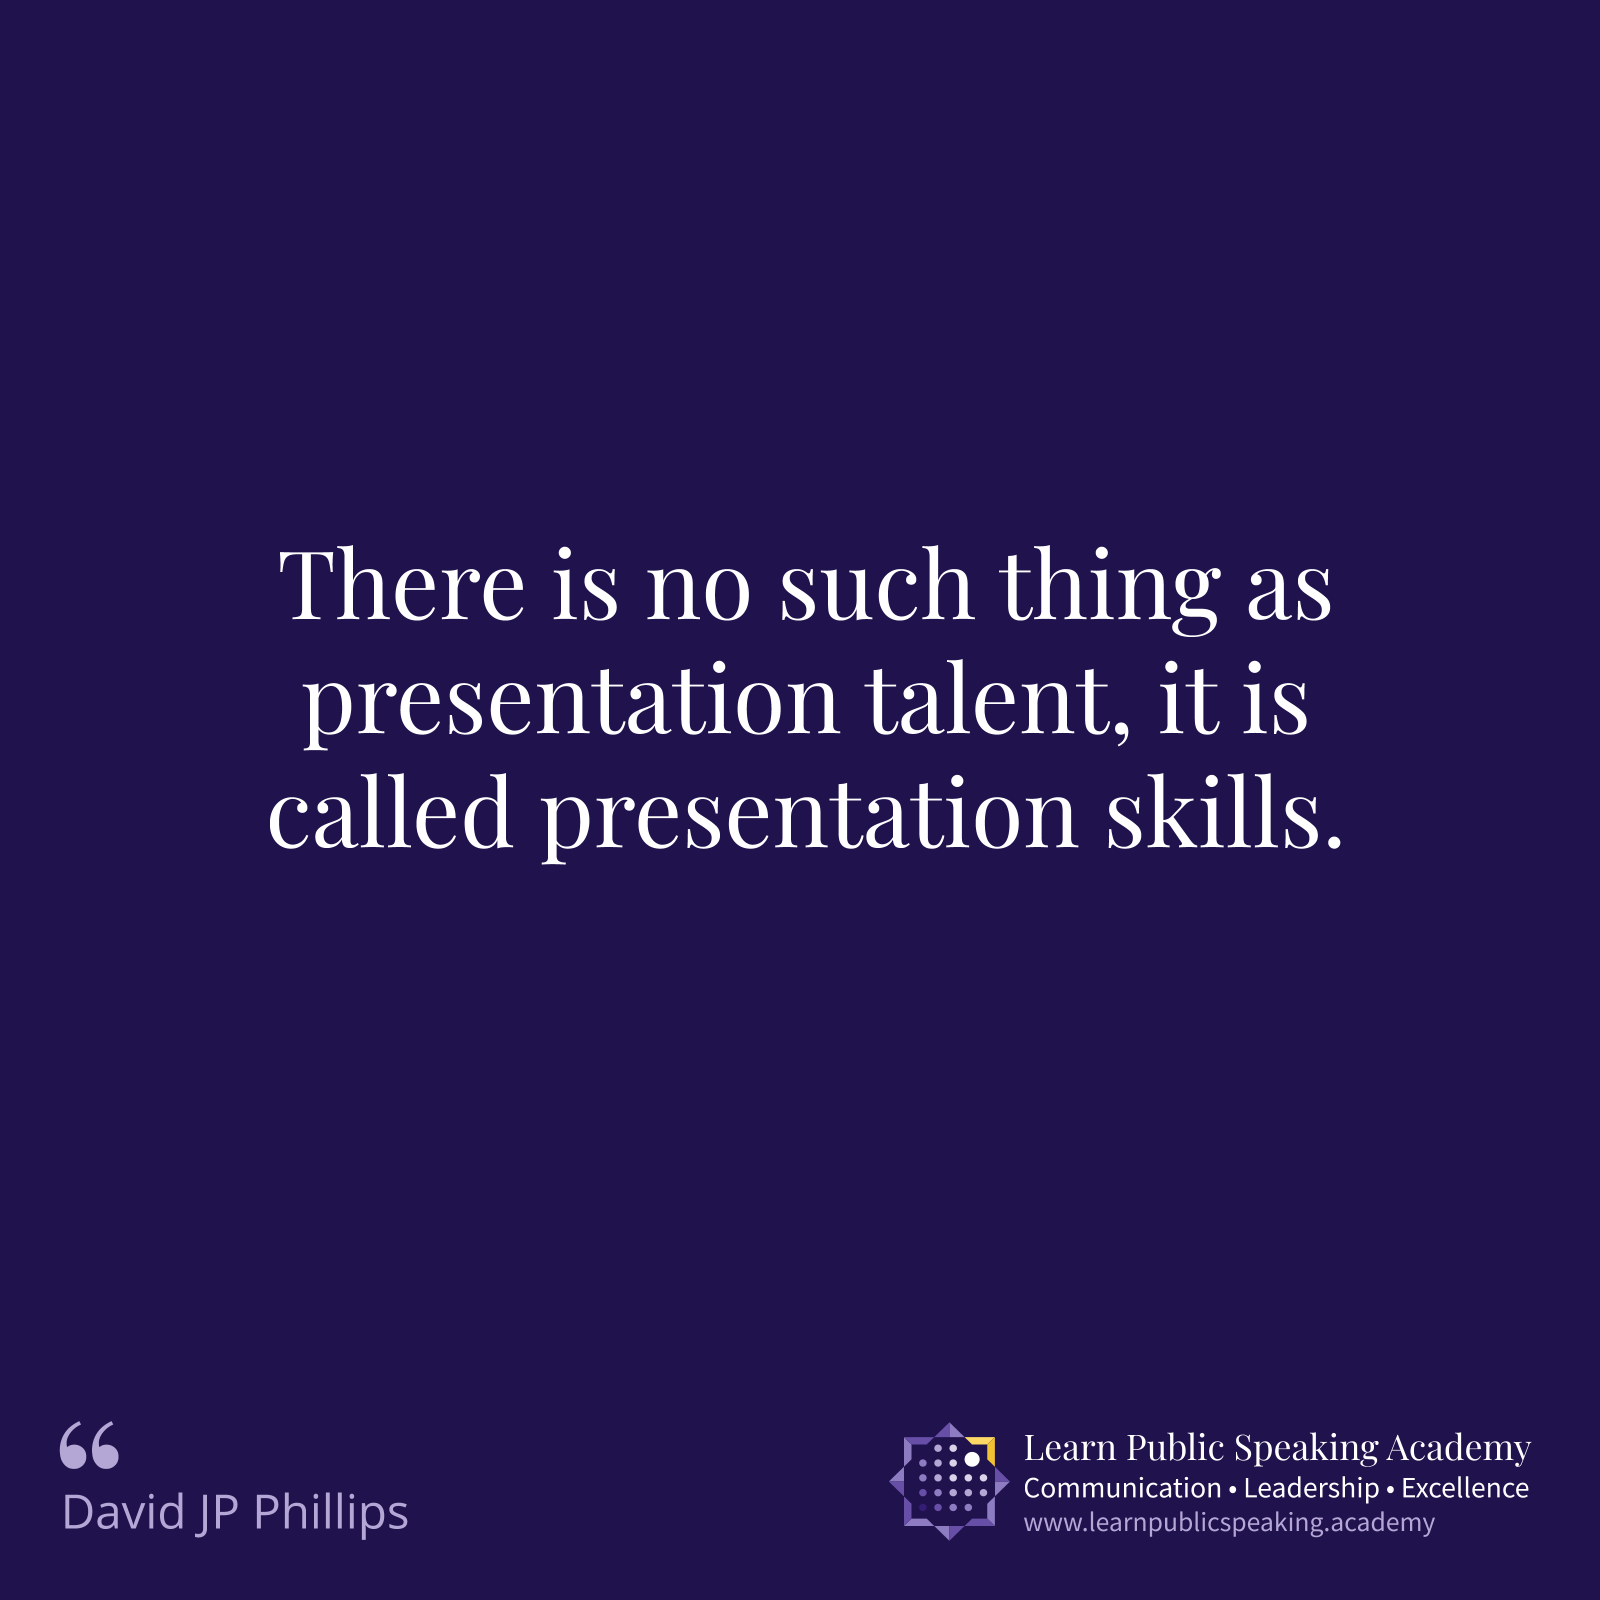 There is no such thing as
presentation talent, it is
called presentation skills.
“
David JP Phillips
Learn Public Speaking Academy
Communication • Leadership • Excellence
www.learnpublicspeaking.academy